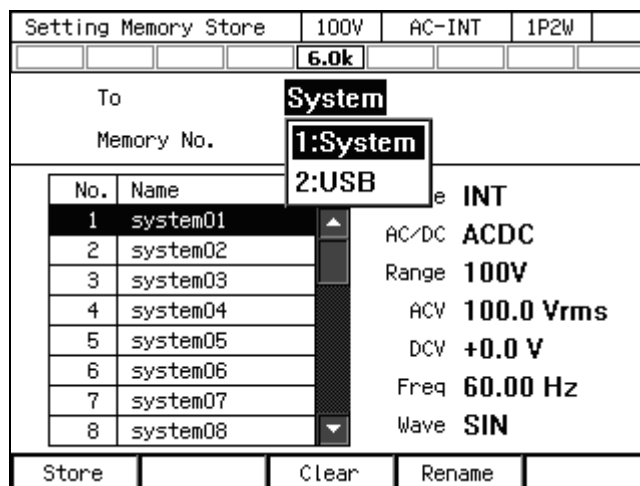 Setting Memory Store 100V AC-INT 1P2W
6.0k
To System
1:System
Memory No.
2:USB
No. Name e INT
1 system01
AC/DC ACDC
2 system02
3 system03 Range 100V
4 system04 ACV 100.0 Vrms
5 system05 DCV +0.0 V
6 system06
Freq 60.00 Hz
7 system07
8 system08 Wave SIN
Store Clear Rename